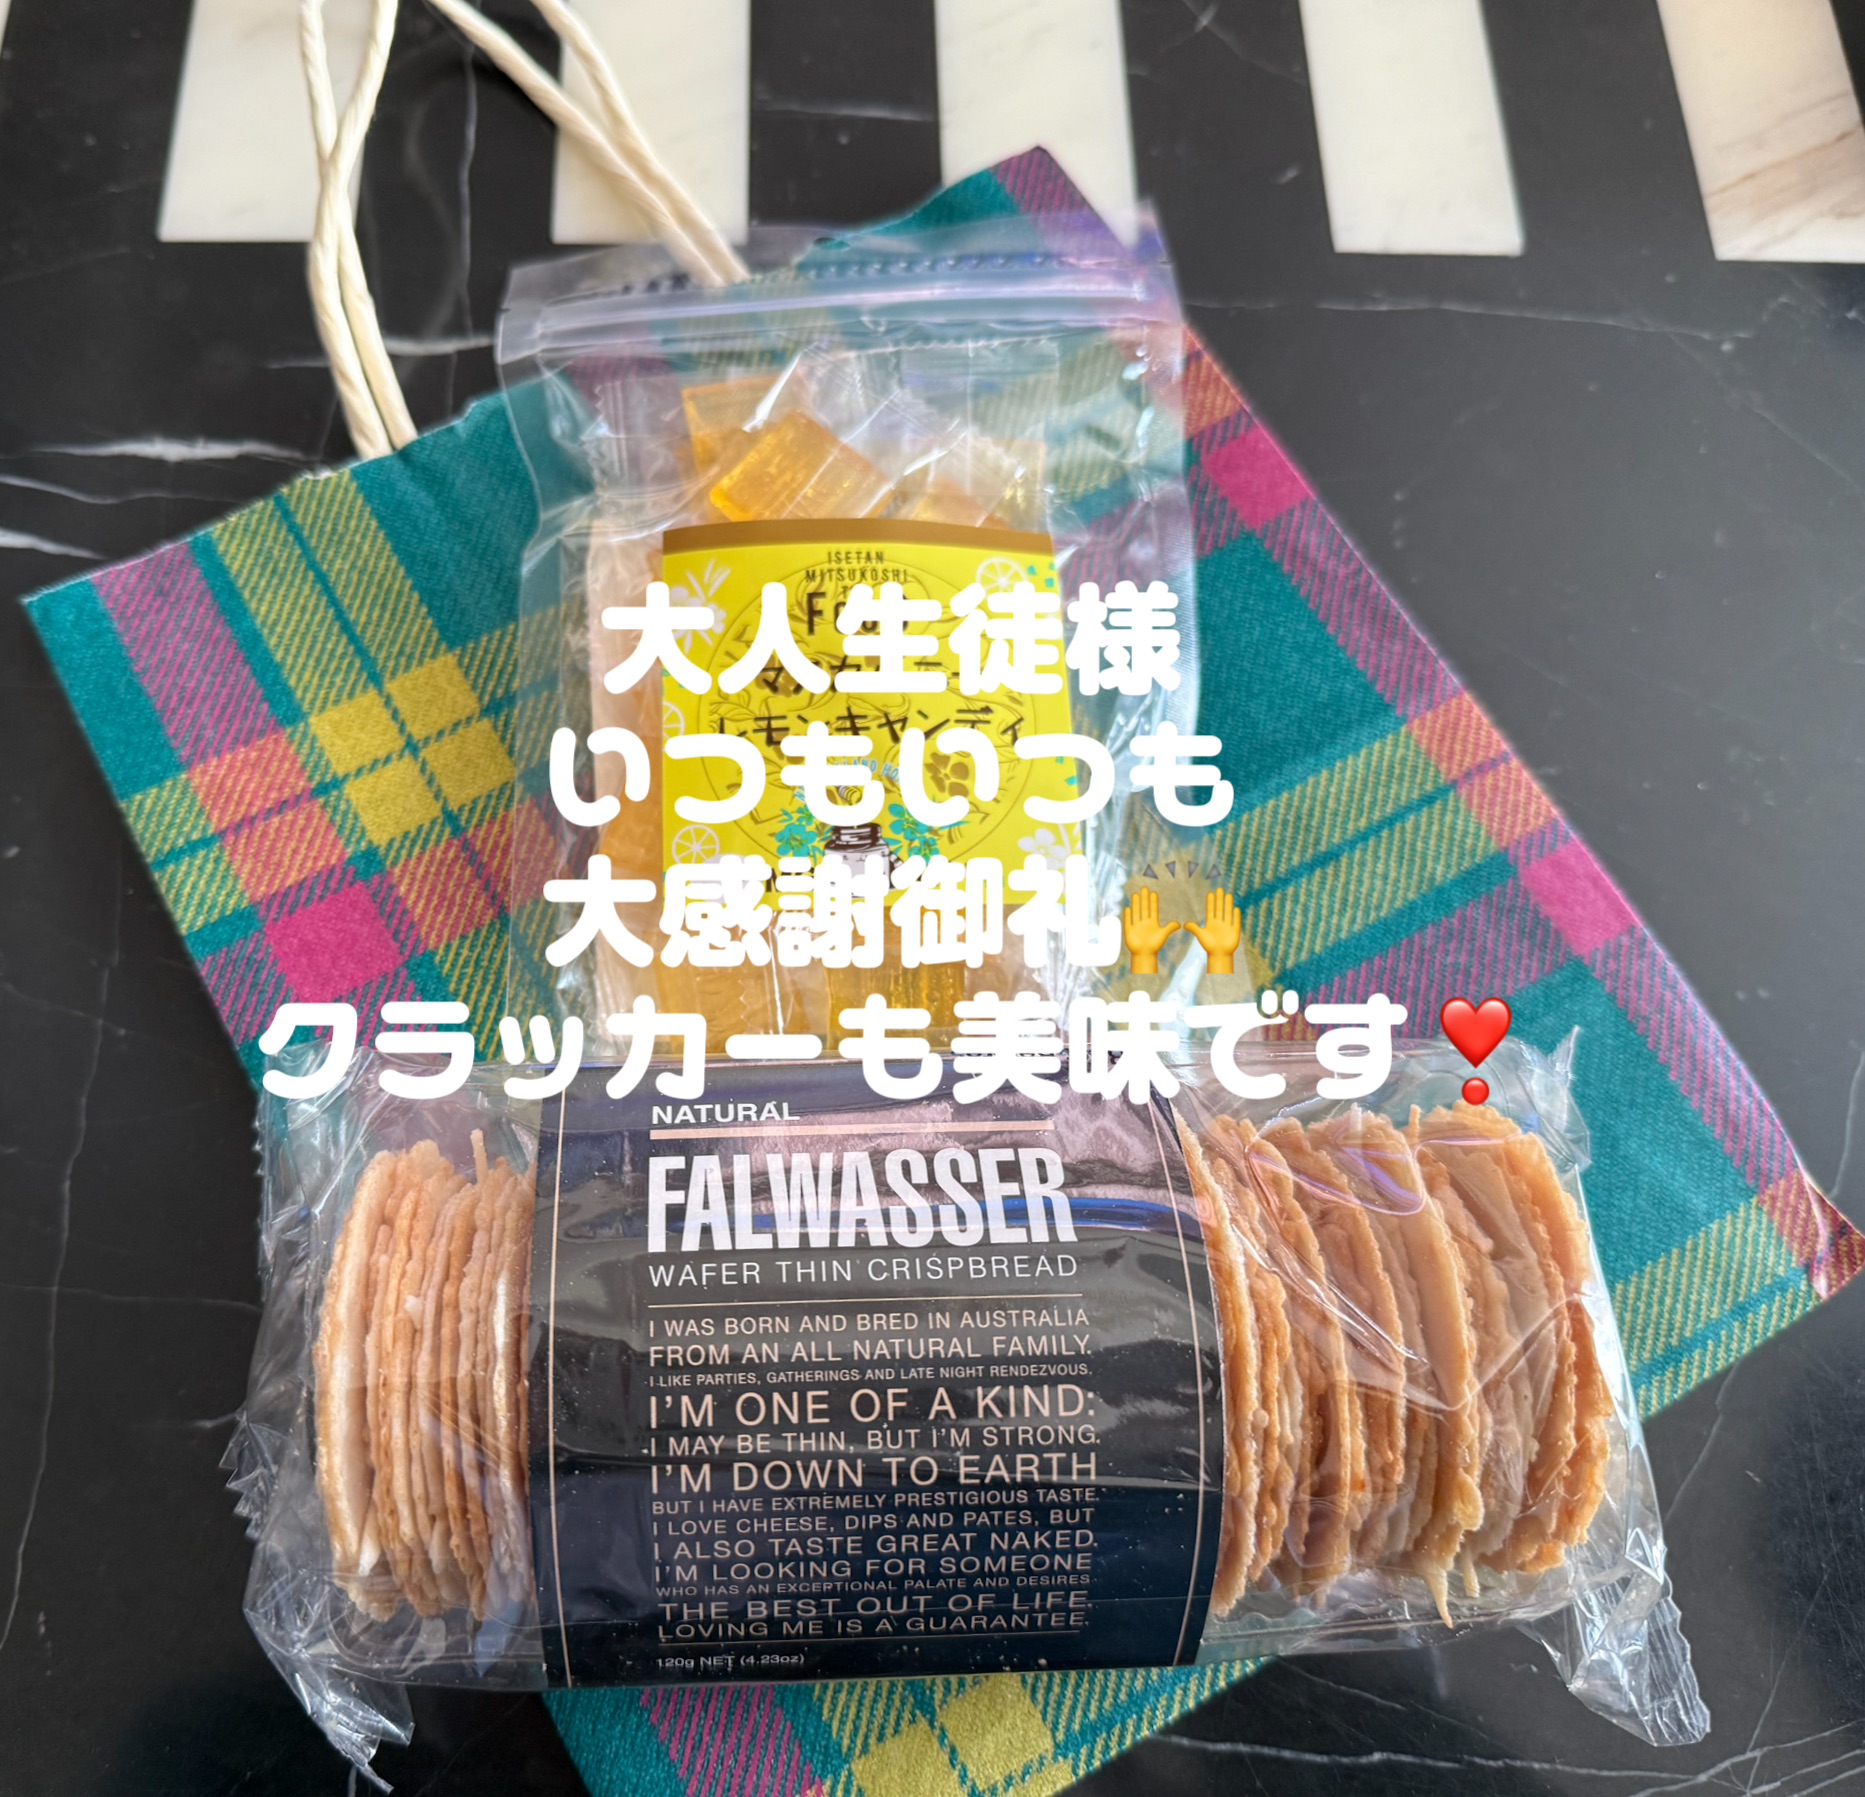 ISETAN
MITSUKOSHI
大人生徒様
レモンキャンディ
いつもいつも
大感謝御礼🙌
クラッカーも美味です❣️
NATURAL
FALWASSER
WAFER THIN CRISPBREAD
I WAS BORN AND BRED IN AUSTRALIA
FROM AN ALL NATURAL FAMILY.
I LIKE PARTIES, GATHERINGS AND LATE NIGHT RENDEZVOUS.
I'M ONE OF A KIND:
I MAY BE THIN, BUT I'M STRONG.
I'M DOWN TO EARTH
BUT I HAVE EXTREMELY PRESTIGIOUS TASTE.
I LOVE CHEESE, DIPS AND PATES, BUT
I ALSO TASTE GREAT NAKED.
I'M LOOKING FOR SOMEONE
WHO HAS AN EXCEPTIONAL PALATE AND DESIRES
THE BEST OUT OF LIFE.
LOVING ME IS A GUARANTEE.
120g NET (4.23oz)